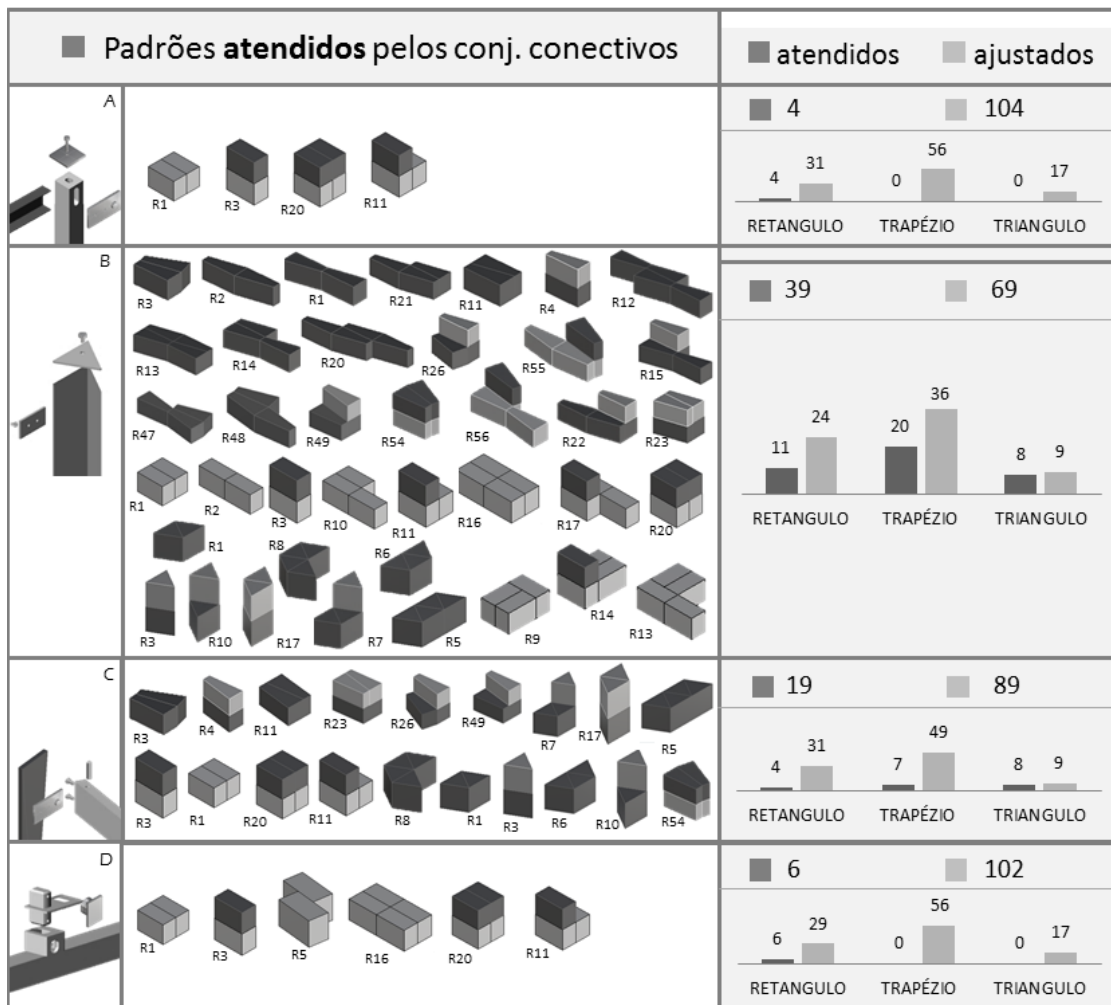 Padrões atendidos pelos conj. conectivos
atendidos ajustados
A
R1 R3 R20 R11
4 104
4 31 0 56 0 17
RETANGULO TRAPÉZIO TRIANGULO
B
R3 R2 R1 R21 R11 R4 R12
R13 R14 R20 R26 R55 R15
R47 R48 R49 R54 R56 R22 R23
R1 R2 R3 R10 R11 R16 R17 R20
R1 R8 R6
R3 R10 R17 R7 R5 R9 R14 R13
39 69
11 24 20 36 8 9
RETANGULO TRAPÉZIO TRIANGULO
C
R3 R4 R11 R23 R26 R49 R7 R17 R5
R3 R1 R20 R11 R8 R1 R3 R6 R10 R54
19 89
4 31 7 49 8 9
RETANGULO TRAPÉZIO TRIANGULO
D
R1 R3 R5 R16 R20 R11
6 102
6 29 0 56 0 17
RETANGULO TRAPÉZIO TRIANGULO